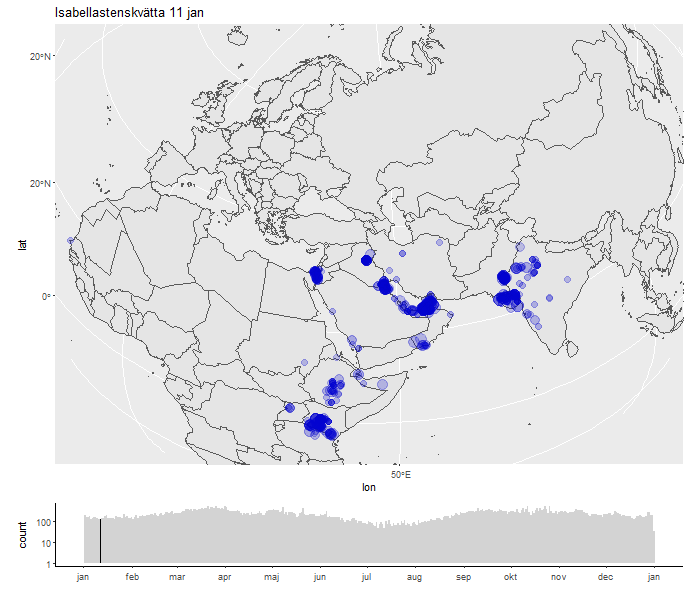 Isabellastenskvätta 11 jan
20°N
20°N
lat
0°
50°E
lon
count
100
10
1
jan feb mar apr maj jun jul aug sep okt nov dec jan